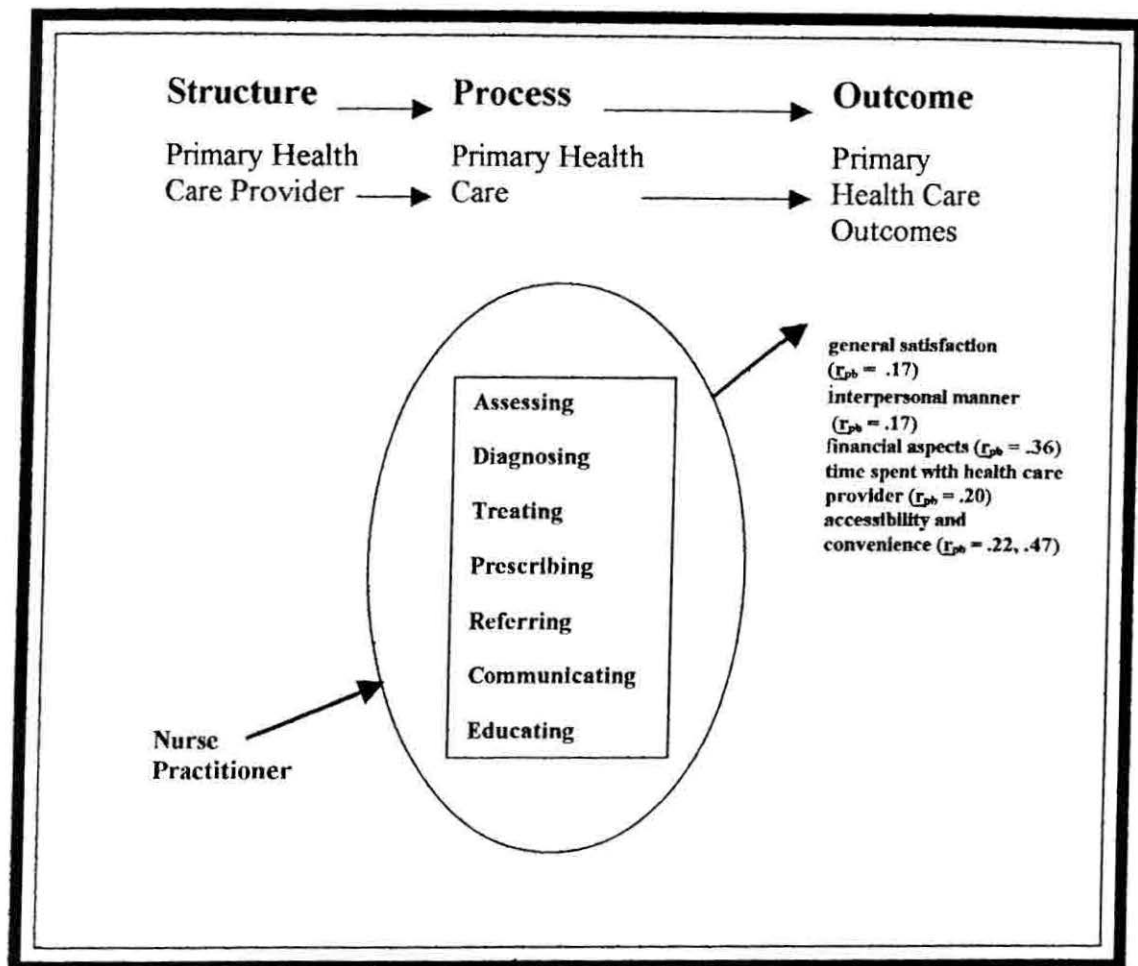 Structure
Process
Outcome
Primary Health
Care Provider
Primary Health
Care
Primary
Health Care
Outcomes
general satisfaction
(r_pb = .17)
interpersonal manner
(r_pb = .17)
financial aspects (r_pb = .36)
time spent with health care
provider (r_pb = .20)
accessibility and
convenience (r_pb = .22, .47)
Assessing
Diagnosing
Treating
Prescribing
Referring
Communicating
Educating
Nurse
Practitioner